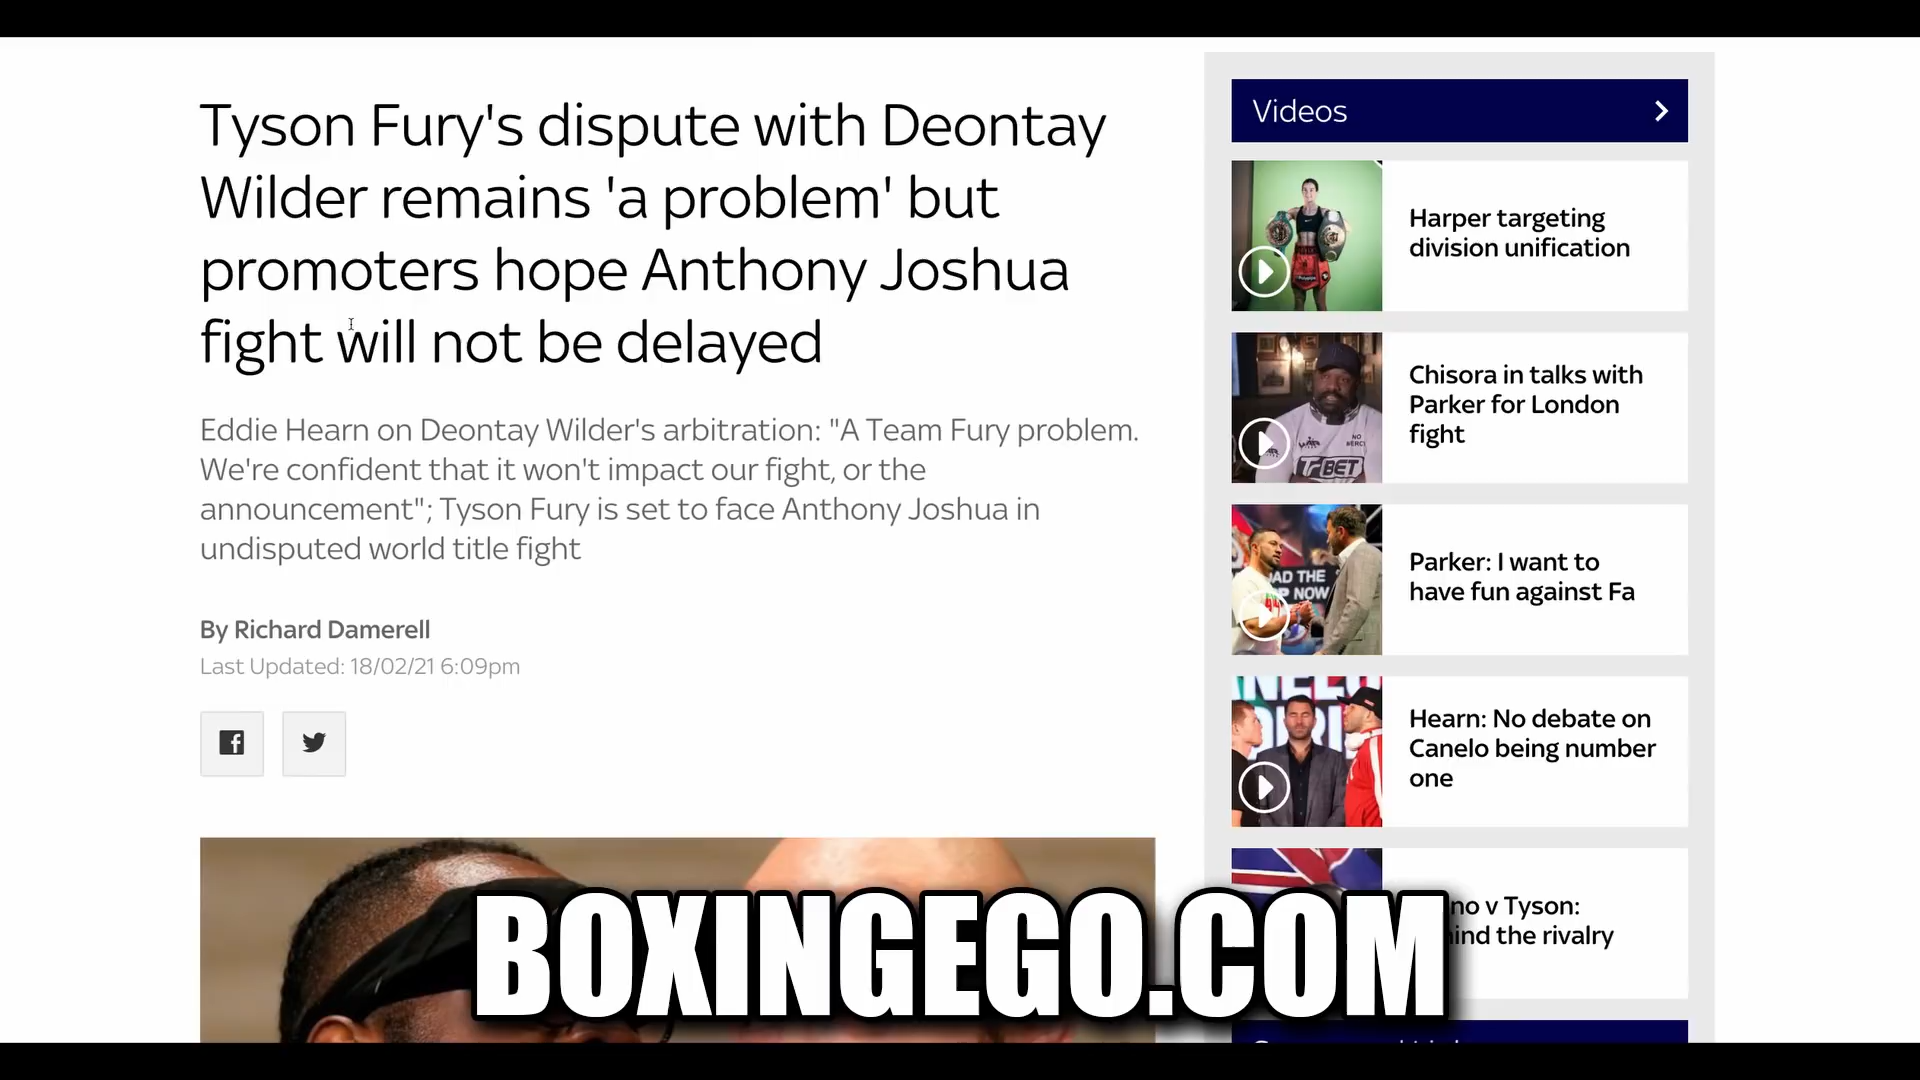 Tyson Fury's dispute with Deontay
Wilder remains 'a problem' but
promoters hope Anthony Joshua
fight will not be delayed
Eddie Hearn on Deontay Wilder's arbitration: "A Team Fury problem.
We're confident that it won't impact our fight, or the
announcement"; Tyson Fury is set to face Anthony Joshua in
undisputed world title fight
By Richard Damerell
Last Updated: 18/02/21 6:09pm
Videos
Harper targeting
division unification
Chisora in talks with
Parker for London
fight
NO
MERCY
Parker: I want to
have fun against Fa
NOW
Hearn: No debate on
Canelo being number
one
no v Tyson:
ind the rivalry
BOXINGEGO.COM